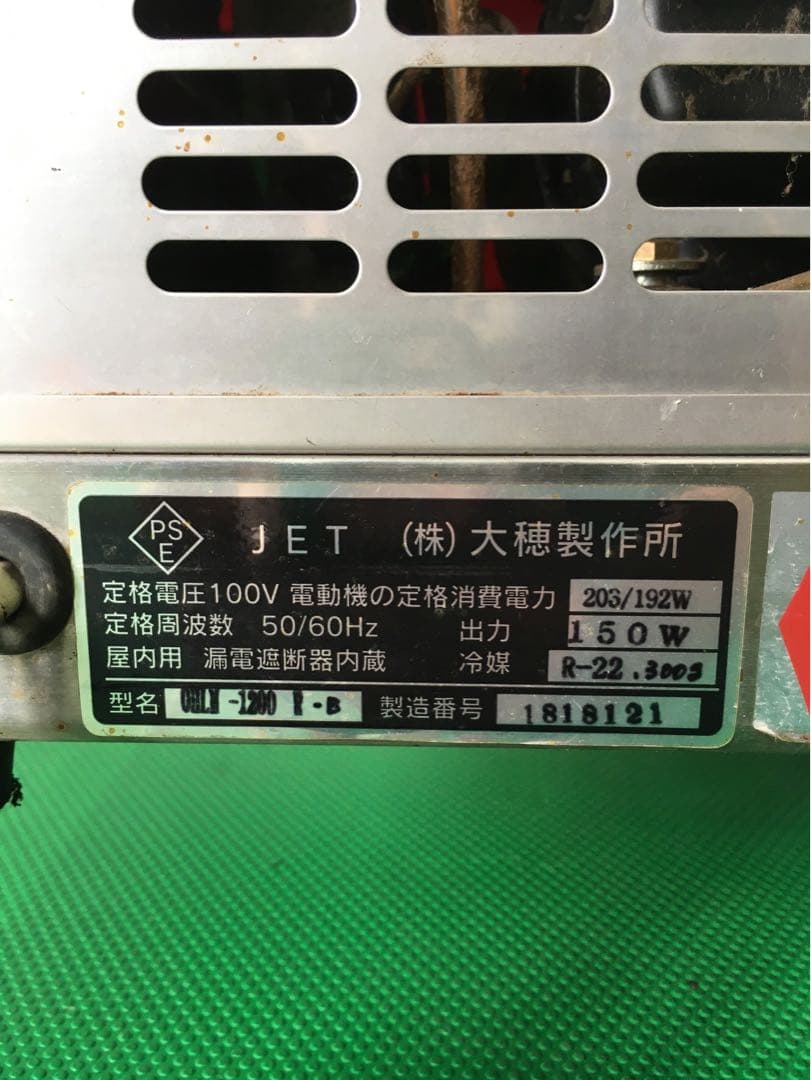 PS
E
JET (株)大穂製作所
定格電圧100V 電動機の定格消費電力 203/192W
定格周波数 50/60Hz 出力 150W
屋内用 漏電遮断器内蔵 冷媒 R-22.300g
型名 -1200 製造番号 1818121